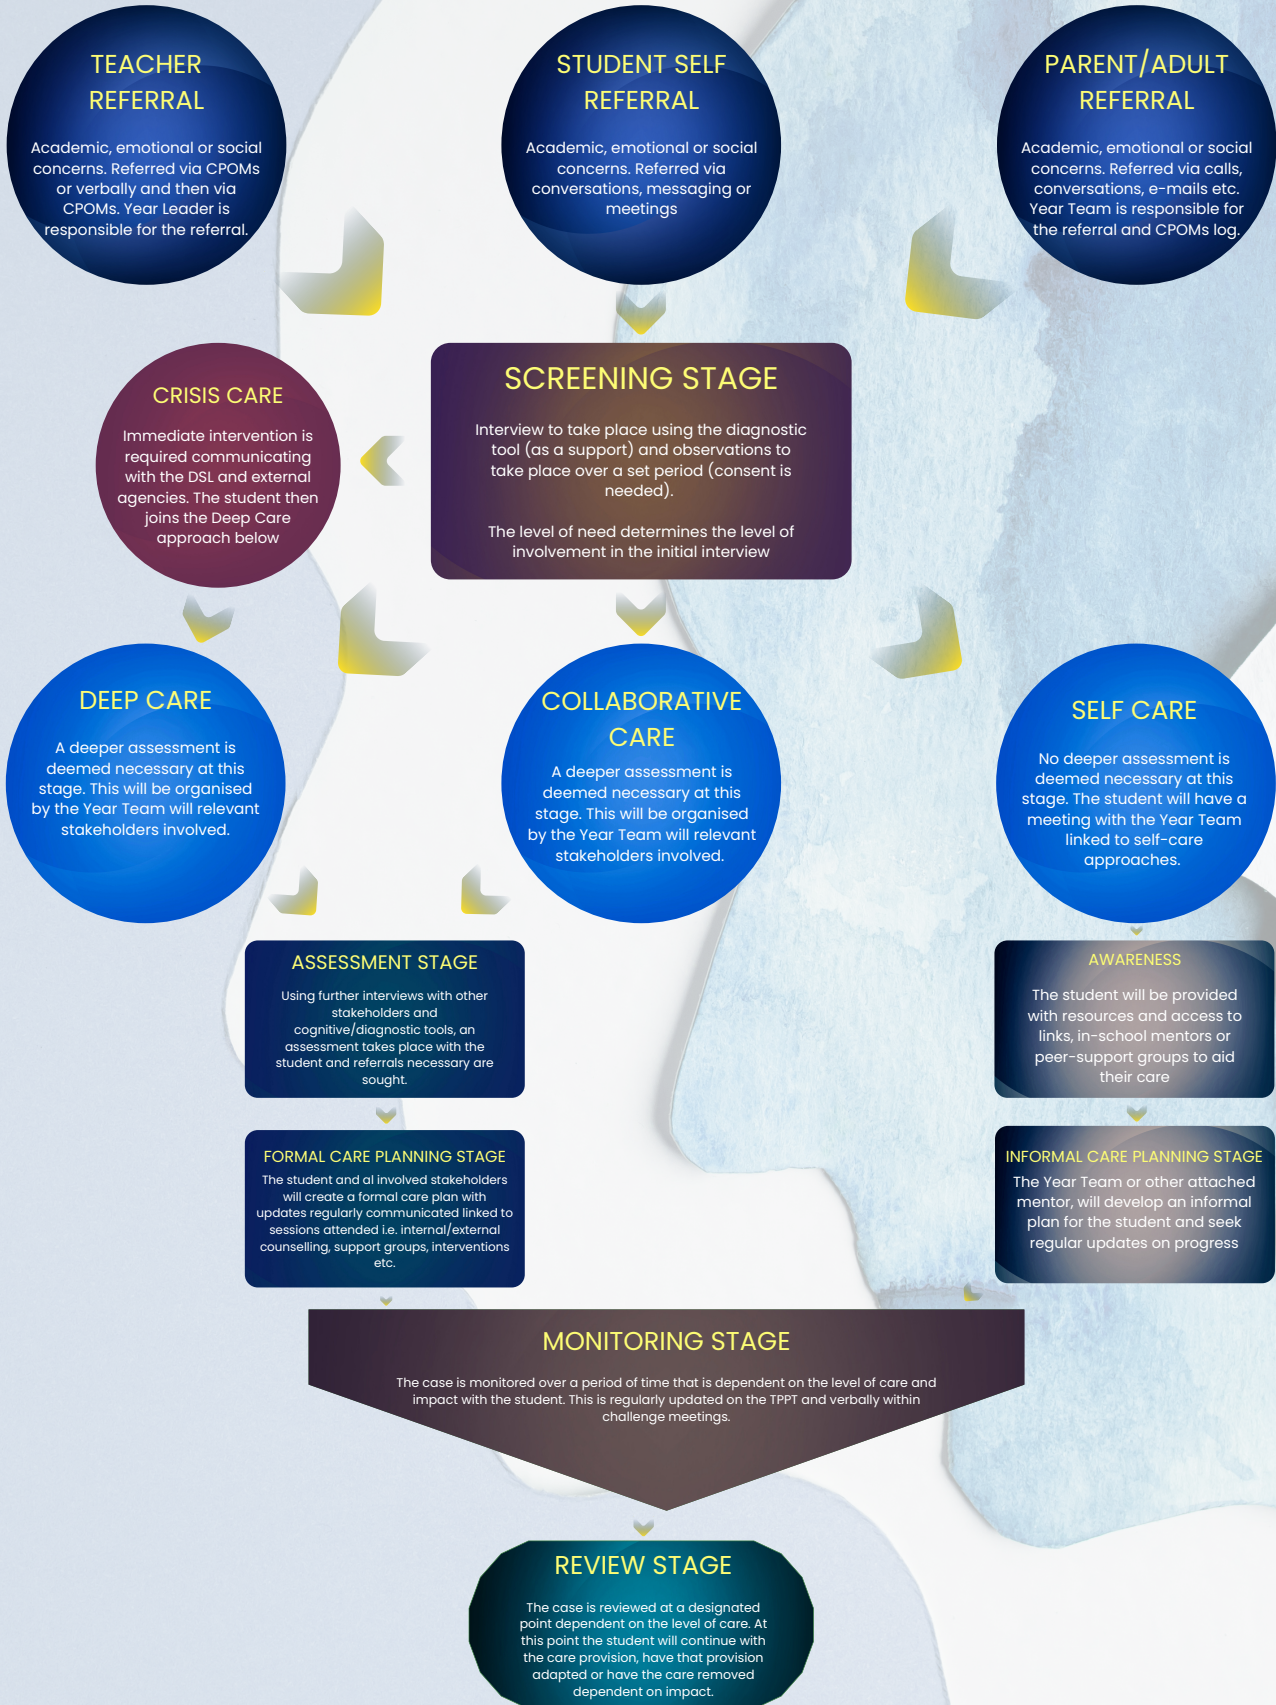 TEACHER
REFERRAL
Academic, emotional or social
concerns. Referred via CPOMs
or verbally and then via
CPOMs. Year Leader is
responsible for the referral.
STUDENT SELF
REFERRAL
Academic, emotional or social
concerns. Referred via
conversations, messaging or
meetings
PARENT/ADULT
REFERRAL
Academic, emotional or social
concerns. Referred via calls,
conversations, e-mails etc.
Year Team is responsible for
the referral and CPOMs log.
CRISIS CARE
Immediate intervention is
required communicating
with the DSL and external
agencies. The student then
joins the Deep Care
approach below
SCREENING STAGE
Interview to take place using the diagnostic
tool (as a support) and observations to
take place over a set period (consent is
needed).
The level of need determines the level of
involvement in the initial interview
DEEP CARE
A deeper assessment is
deemed necessary at this
stage. This will be organised
by the Year Team will relevant
stakeholders involved.
COLLABORATIVE
CARE
A deeper assessment is
deemed necessary at this
stage. This will be organised
by the Year Team will relevant
stakeholders involved.
SELF CARE
No deeper assessment is
deemed necessary at this
stage. The student will have a
meeting with the Year Team
linked to self-care
approaches.
ASSESSMENT STAGE
Using further interviews with other
stakeholders and
cognitive/diagnostic tools, an
assessment takes place with the
student and referrals necessary are
sought.
AWARENESS
The student will be provided
with resources and access to
links, in-school mentors or
peer-support groups to aid
their care
FORMAL CARE PLANNING STAGE
The student and al involved stakeholders
will create a formal care plan with
updates regularly communicated linked to
sessions attended i.e. internal/external
counselling, support groups, interventions
etc.
INFORMAL CARE PLANNING STAGE
The Year Team or other attached
mentor, will develop an informal
plan for the student and seek
regular updates on progress
MONITORING STAGE
The case is monitored over a period of time that is dependent on the level of care and
impact with the student. This is regularly updated on the TPPT and verbally within
challenge meetings.
REVIEW STAGE
The case is reviewed at a designated
point dependent on the level of care. At
this point the student will continue with
the care provision, have that provision
adapted or have the care removed
dependent on impact.